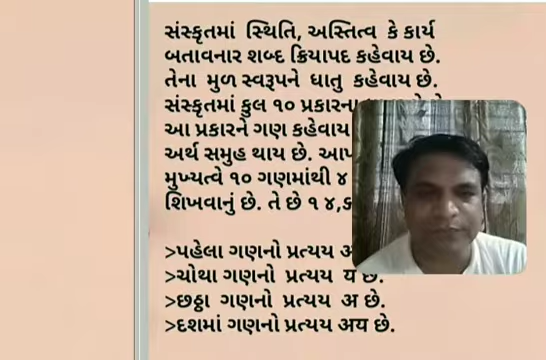 સંસ્કૃતમાં સ્થિતિ, અસ્તિત્વ કે કાર્ય
બતાવનાર શબ્દ ક્રિયાપદ કહેવાય છે.
તેના મુળ સ્વરૂપને ધાતુ કહેવાય છે.
સંસ્કૃતમાં કુલ ૧૦ પ્રકારના
આ પ્રકારને ગણ કહેવાય
અર્થ સમુહ થાય છે.
મુખ્યત્વે ૧૦ ગણમાંથી ૪
શિખવાનું છે. તે છે ૧ ૪,
>પહેલા ગણનો પ્રત્યય
>ચોથા ગણનો પ્રત્યય ય છે.
>છઠ્ઠા ગણનો પ્રત્યય અ છે.
>દશમાં ગણનો પ્રત્યય अय છે.